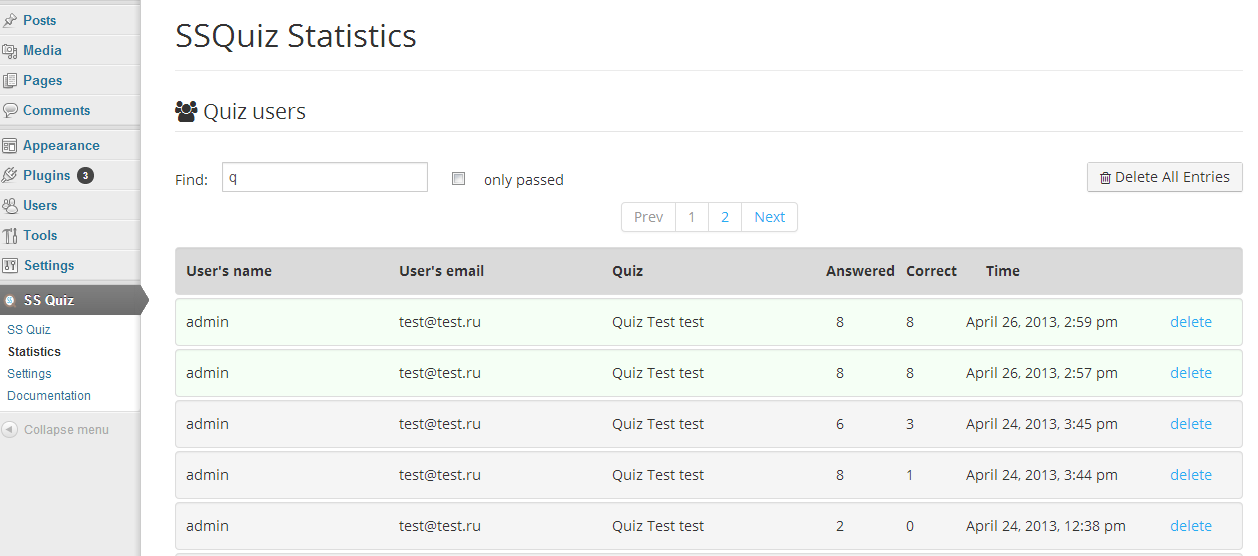 Posts
Media
Pages
Comments
Appearance
Plugins 3
Users
Tools
Settings
SS Quiz
SS Quiz
Statistics
Settings
Documentation
Collapse menu
SSQuiz Statistics
Quiz users
Find: q only passed Delete All Entries
Prev 1 2 Next
User's name User's email Quiz Answered Correct Time
admin test@test.ru Quiz Test test 8 8 April 26, 2013, 2:59 pm delete
admin test@test.ru Quiz Test test 8 8 April 26, 2013, 2:57 pm delete
admin test@test.ru Quiz Test test 6 3 April 24, 2013, 3:45 pm delete
admin test@test.ru Quiz Test test 8 1 April 24, 2013, 3:44 pm delete
admin test@test.ru Quiz Test test 2 0 April 24, 2013, 12:38 pm delete